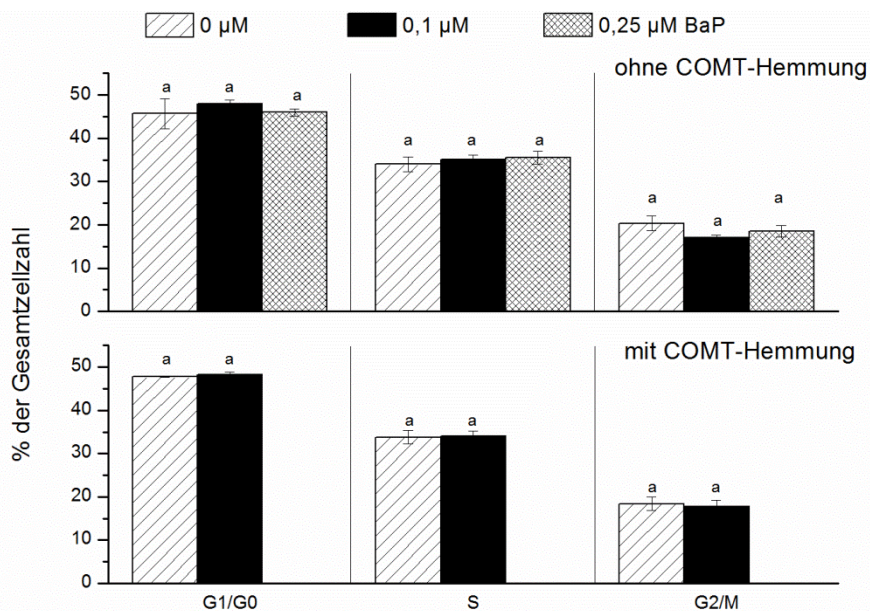 0 µM 0,1 µM 0,25 µM BaP
ohne COMT-Hemmung
50
40
30
20
10
0
a a a
a a a
a a a
% der Gesamtzellzahl
mit COMT-Hemmung
50
40
30
20
10
0
a a
a a
a a
G1/G0 S G2/M